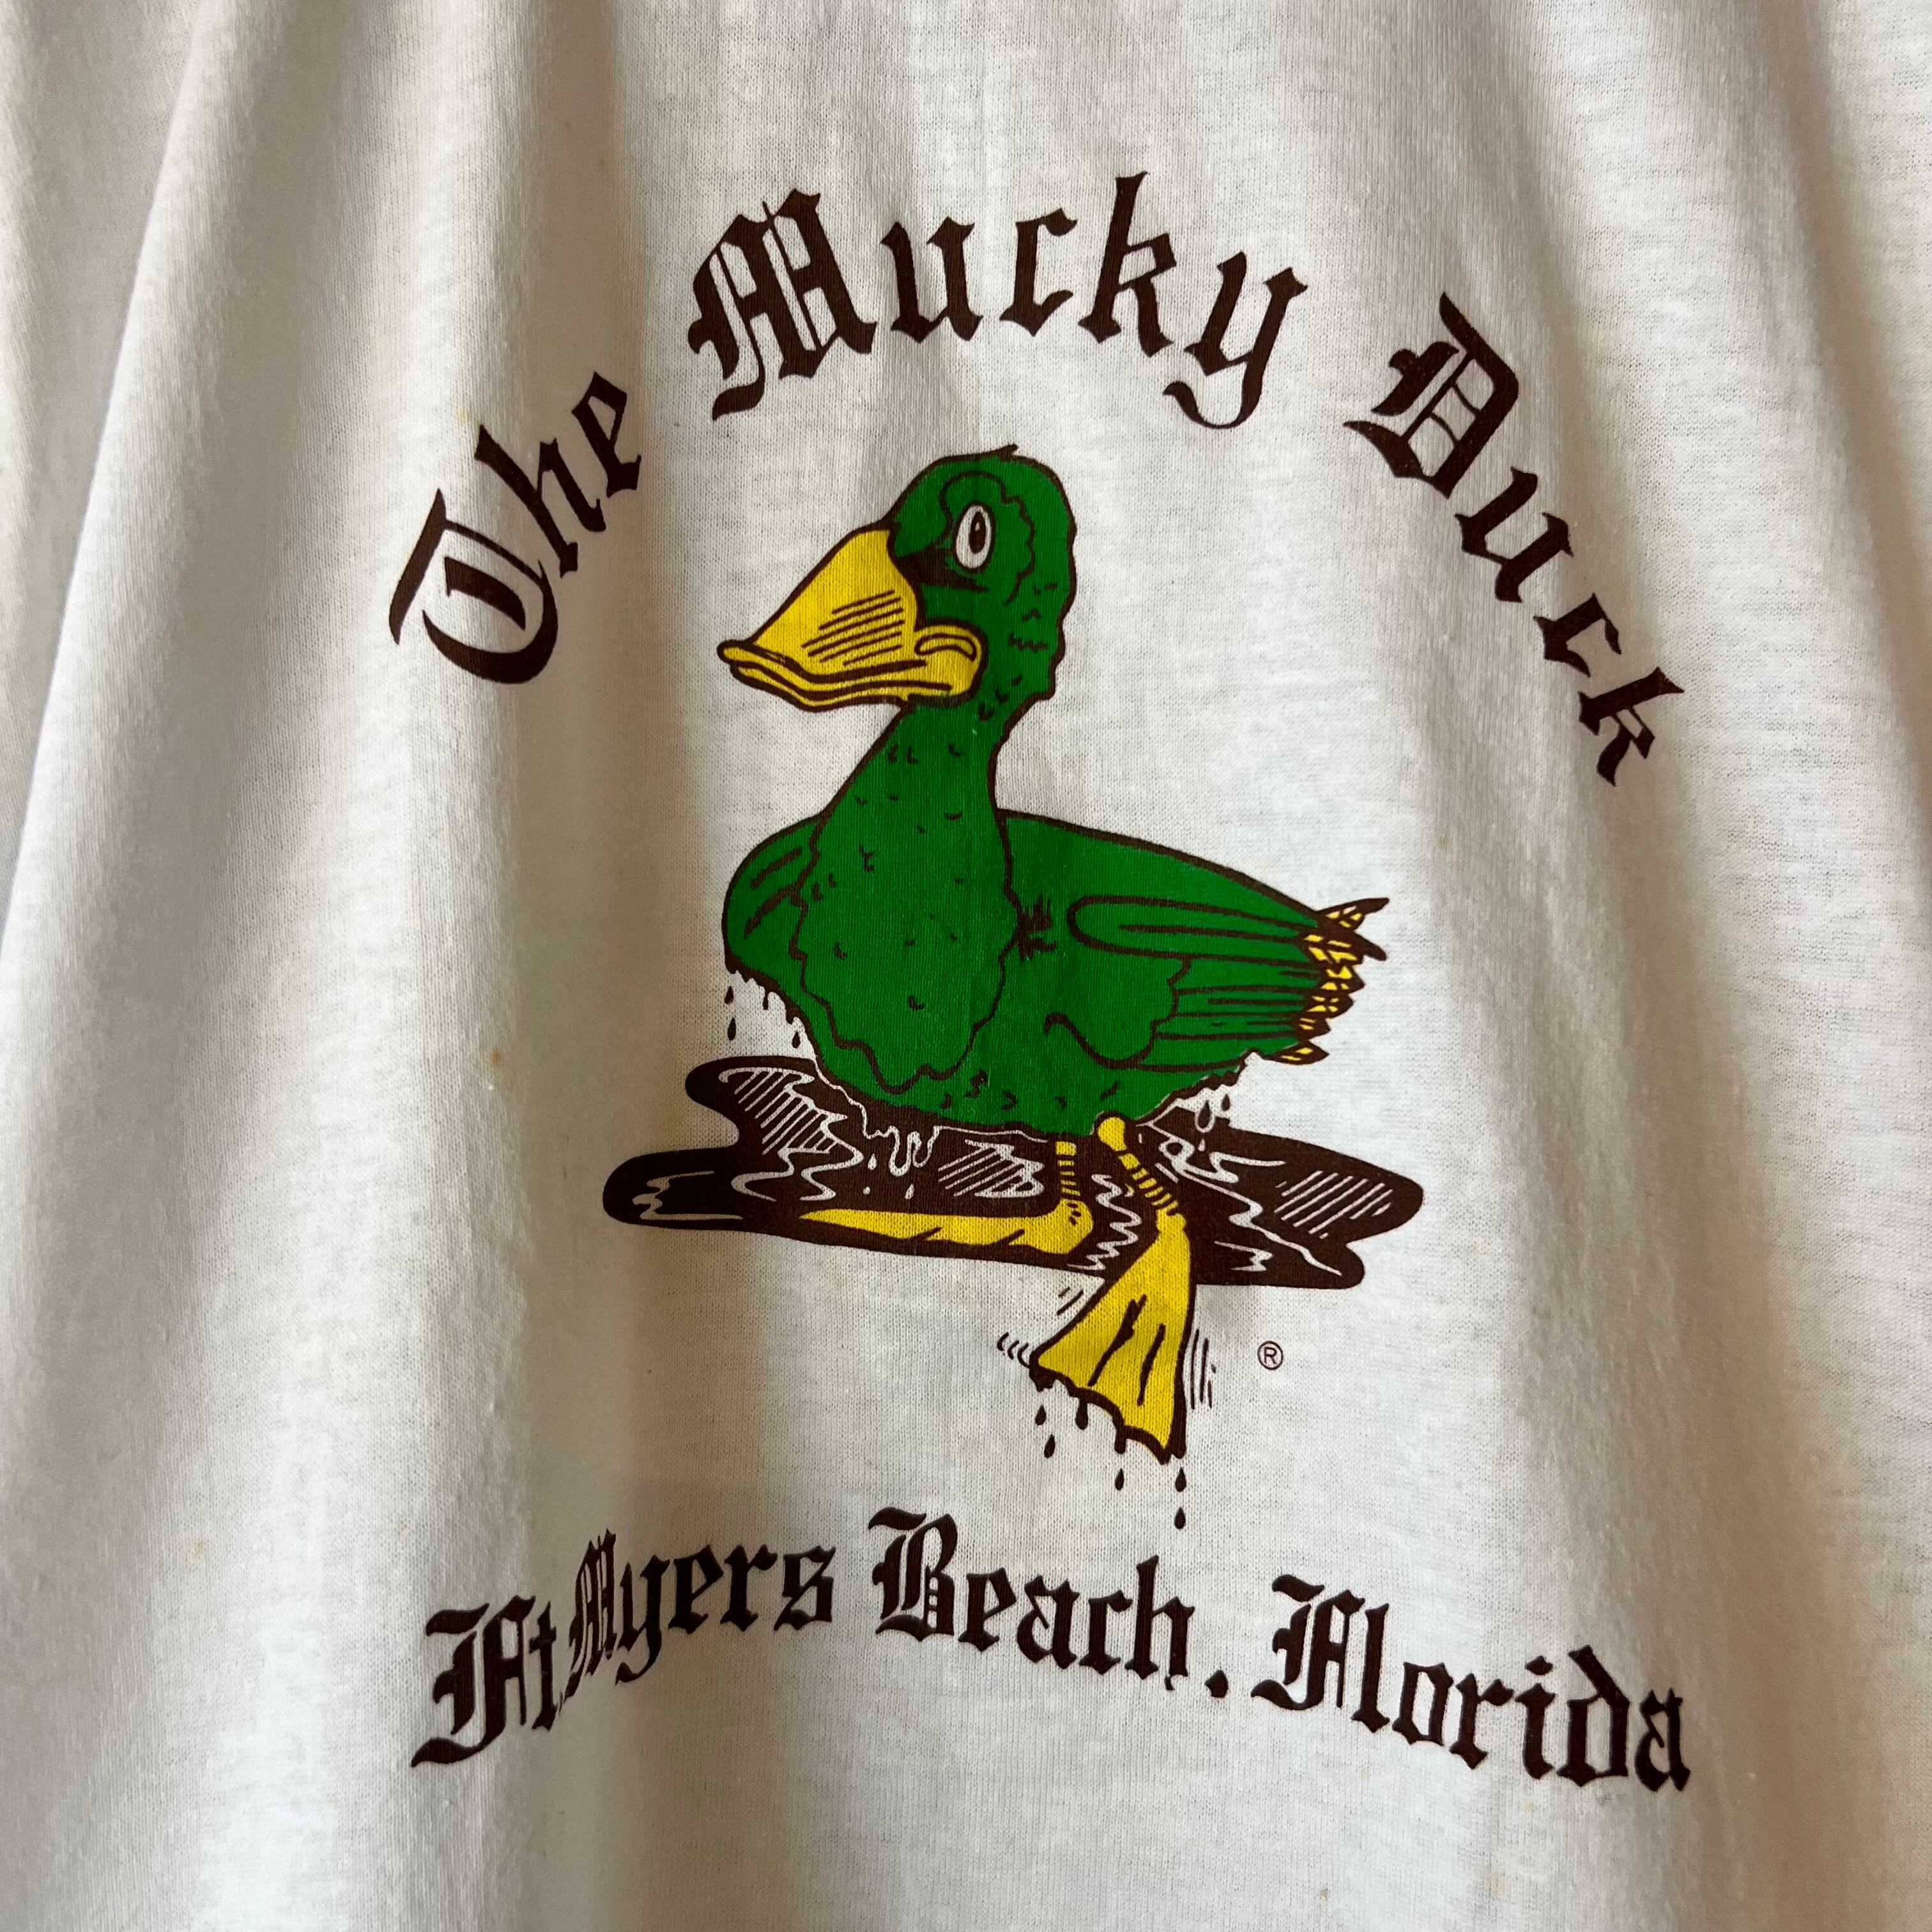 The Mucky Duck
®
Ft. Myers Beach, Florida